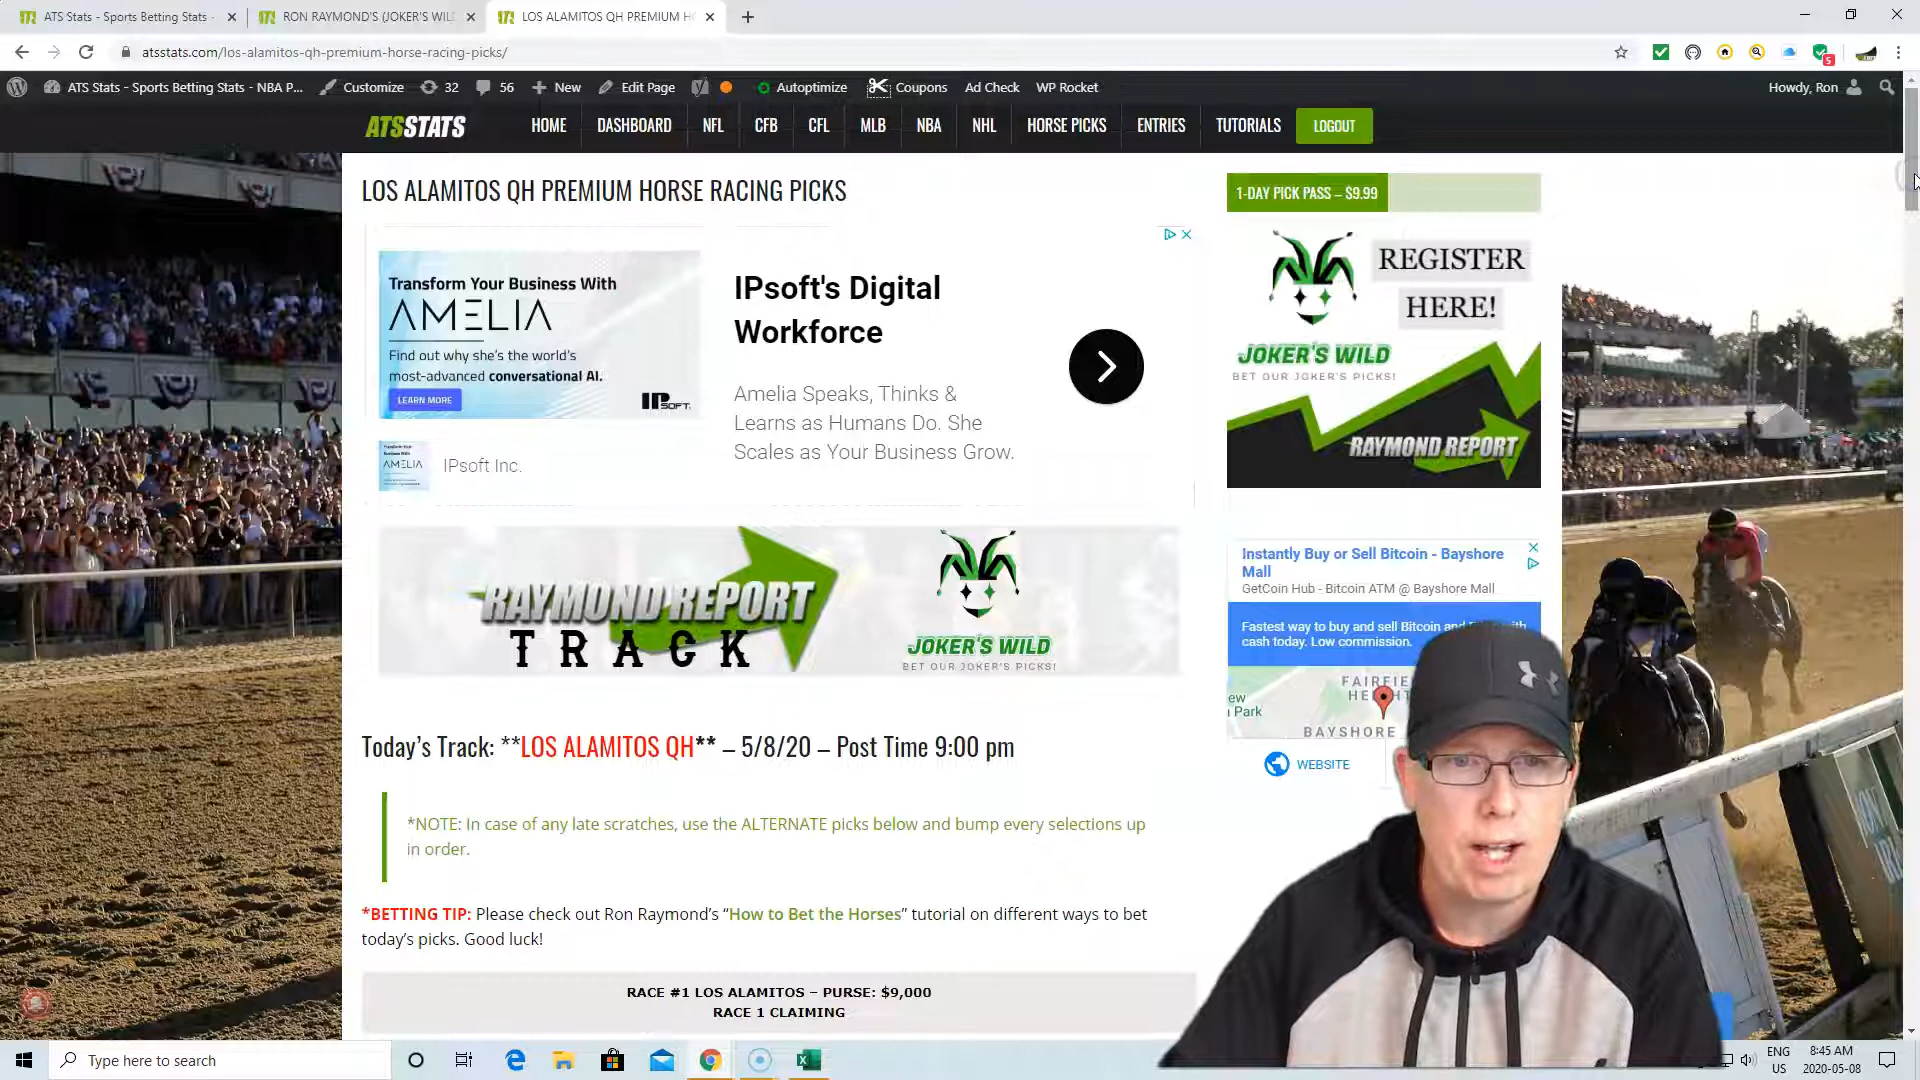 ATS Stats - Sports Betting Stats -
RON RAYMOND'S (JOKER'S WIL
LOS ALAMITOS QH PREMIUM H
atsstats.com/los-alamitos-qh-premium-horse-racing-picks/
5
ATS Stats - Sports Betting Stats - NBA P...
Customize
32
56
New
Edit Page
Autoptimize
Coupons
Ad Check
WP Rocket
Howdy, Ron
ATSSTATS
HOME
DASHBOARD
NFL
CFB
CFL
MLB
NBA
NHL
HORSE PICKS
ENTRIES
TUTORIALS
LOGOUT
LOS ALAMITOS QH PREMIUM HORSE RACING PICKS
1-DAY PICK PASS – $9.99
Transform Your Business With
AMELIA
Find out why she's the world's
most-advanced conversational AI.
LEARN MORE
IPSOFT.
IPsoft's Digital
Workforce
Amelia Speaks, Thinks &
Learns as Humans Do. She
Scales as Your Business Grow.
Transform Your
Business With
AMELIA
IPsoft Inc.
REGISTER
HERE!
JOKER'S WILD
BET OUR JOKER'S PICKS!
RAYMOND REPORT
RAYMOND REPORT
TRACK
JOKER'S WILD
BET OUR JOKER'S PICKS!
Instantly Buy or Sell Bitcoin - Bayshore
Mall
GetCoin Hub - Bitcoin ATM @ Bayshore Mall
Fastest way to buy and sell Bitcoin and
cash today. Low commission.
FAIRFIE
HEIGHT
ew
Park
BAYSHORE
WEBSITE
Today's Track: **LOS ALAMITOS QH** – 5/8/20 – Post Time 9:00 pm
*NOTE: In case of any late scratches, use the ALTERNATE picks below and bump every selections up
in order.
*BETTING TIP: Please check out Ron Raymond's “How to Bet the Horses” tutorial on different ways to bet
today's picks. Good luck!
RACE #1 LOS ALAMITOS – PURSE: $9,000
RACE 1 CLAIMING
Type here to search
ENG
US
8:45 AM
2020-05-08